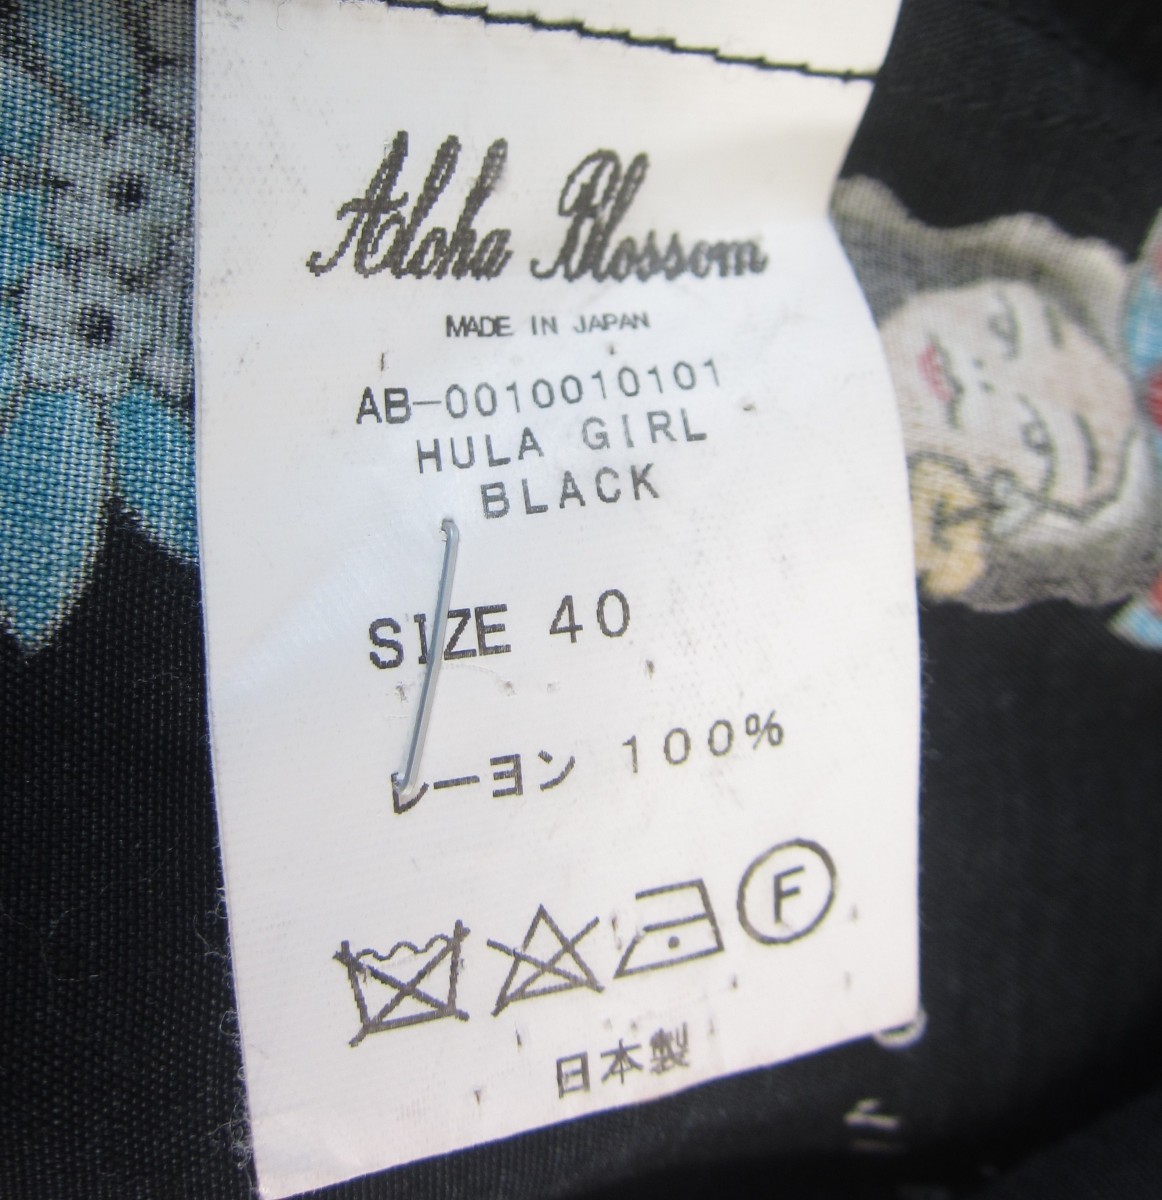 Aloha Blossom
MADE IN JAPAN
AB-0010010101
HULA GIRL
BLACK
SIZE 40
レーヨン 100%
F
日本製